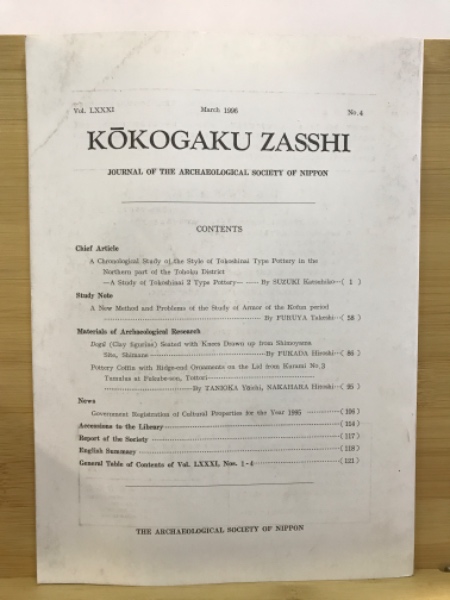 Vol. LXXXI March 1996 No.4
KŌKOGAKU ZASSHI
JOURNAL OF THE ARCHAEOLOGICAL SOCIETY OF NIPPON
CONTENTS
Chief Article
A Chronological Study of the Style of Tokoshinai Type Pottery in the
Northern part of the Tohoku District
—A Study of Tokoshinai 2 Type Pottery— …… By SUZUKI Katsuhiko…( 1 )
Study Note
A New Method and Problems of the Study of Armor of the Kofun period
…… By FURUYA Takeshi…( 58 )
Materials of Archaeological Research
Dogū (Clay figurine) Seated with Knees Drawn up from Shimoyama
Site, Shimane …… By FUKADA Hiroshi…( 86 )
Pottery Coffin with Ridge-end Ornaments on the Lid from Karami No.3
Tumulus at Tottori……
…… By TANIOKA Yōichi, NAKAHARA Hitoshi…( 95 )
News
Government Registration of Cultural Properties for the Year 1995 ……( 106 )
Accessions to the Library……( 114 )
Report of the Society ……( 117 )
English Summary ……( 119 )
General Table of Contents of Vol. LXXXI, Nos. 1-4……( 121 )
THE ARCHAEOLOGICAL SOCIETY OF NIPPON